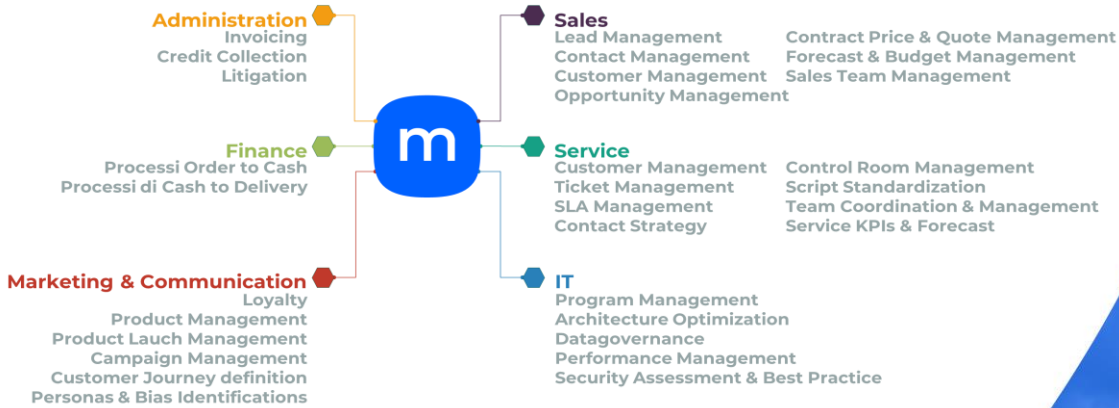 Administration
Invoicing
Credit Collection
Litigation
Finance
Processi Order to Cash
Processi di Cash to Delivery
Marketing & Communication
Loyalty
Product Management
Product Lauch Management
Campaign Management
Customer Journey definition
Personas & Bias Identifications
m
Sales
Lead Management
Contact Management
Customer Management
Opportunity Management
Contract Price & Quote Management
Forecast & Budget Management
Sales Team Management
Service
Customer Management
Ticket Management
SLA Management
Contact Strategy
Control Room Management
Script Standardization
Team Coordination & Management
Service KPIs & Forecast
IT
Program Management
Architecture Optimization
Datagovernance
Performance Management
Security Assessment & Best Practice